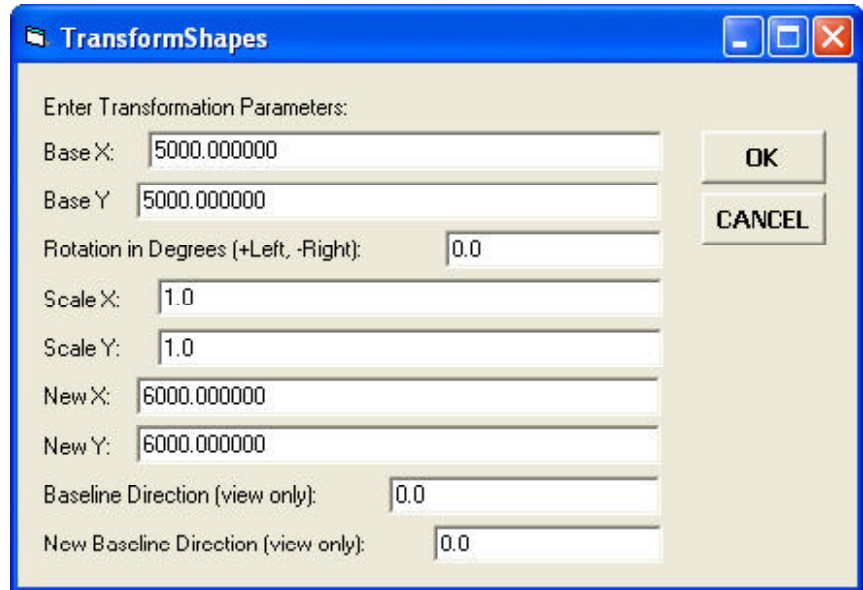 TransformShapes
Enter Transformation Parameters:
Base X: 5000.000000
OK
Base Y 5000.000000
CANCEL
Rotation in Degrees (+Left, -Right): 0.0
Scale X: 1.0
Scale Y: 1.0
New X: 6000.000000
New Y: 6000.000000
Baseline Direction (view only): 0.0
New Baseline Direction (view only): 0.0